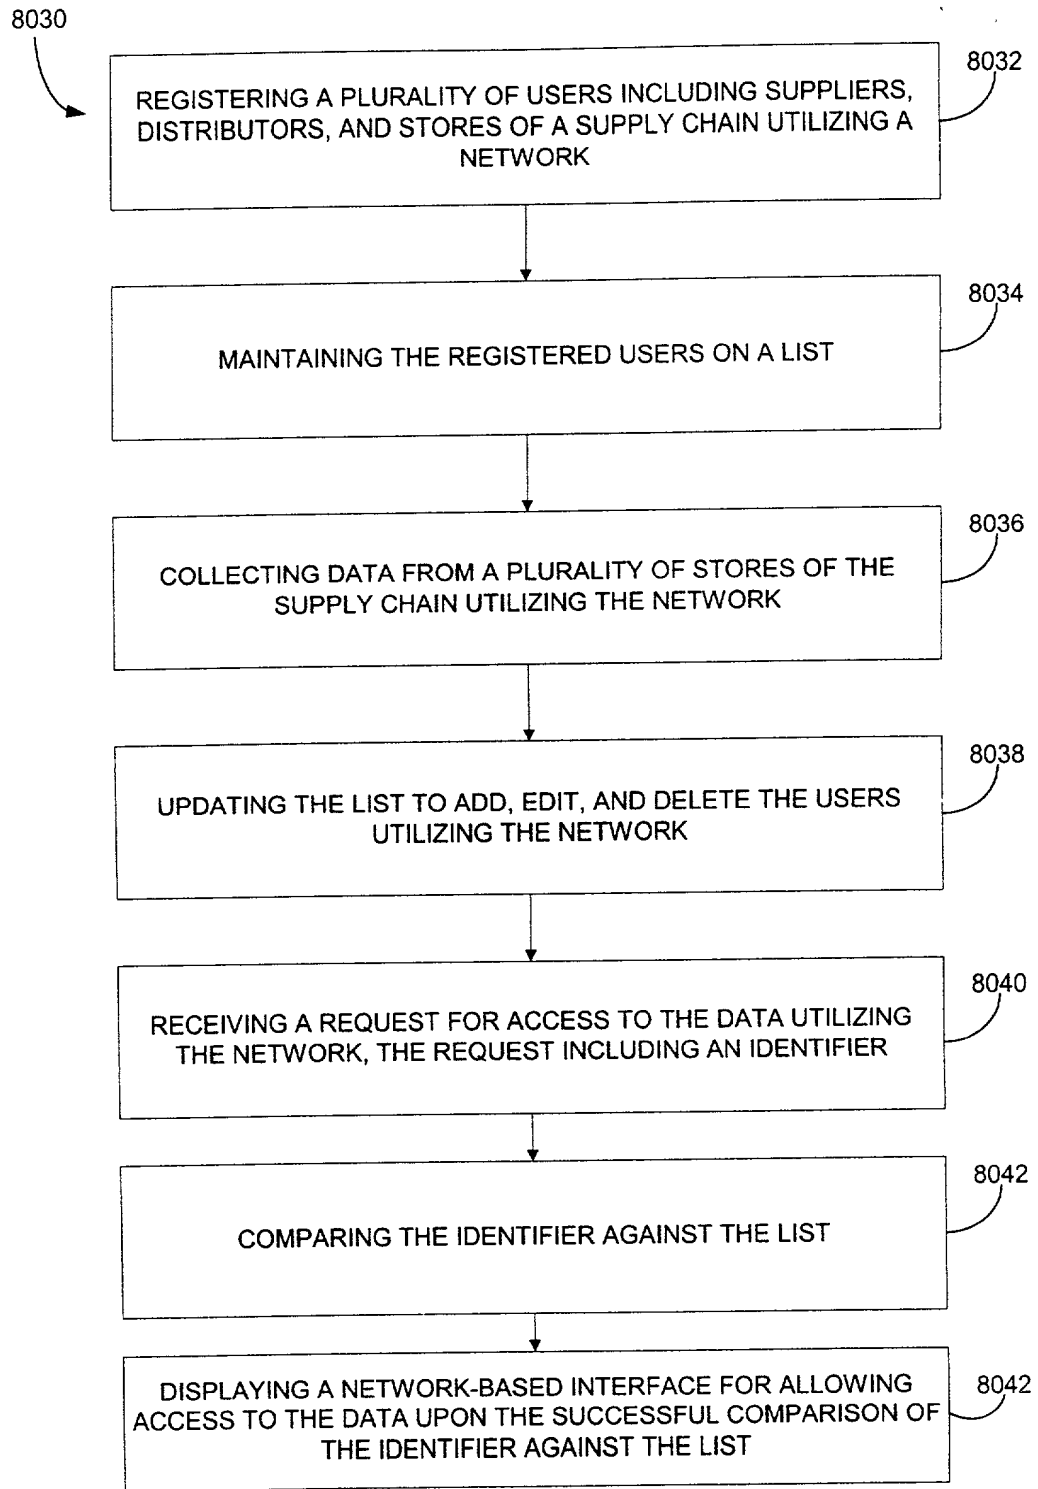 8030
8032
REGISTERING A PLURALITY OF USERS INCLUDING SUPPLIERS,
DISTRIBUTORS, AND STORES OF A SUPPLY CHAIN UTILIZING A
NETWORK
8034
MAINTAINING THE REGISTERED USERS ON A LIST
8036
COLLECTING DATA FROM A PLURALITY OF STORES OF THE
SUPPLY CHAIN UTILIZING THE NETWORK
8038
UPDATING THE LIST TO ADD, EDIT, AND DELETE THE USERS
UTILIZING THE NETWORK
8040
RECEIVING A REQUEST FOR ACCESS TO THE DATA UTILIZING
THE NETWORK, THE REQUEST INCLUDING AN IDENTIFIER
8042
COMPARING THE IDENTIFIER AGAINST THE LIST
8042
DISPLAYING A NETWORK-BASED INTERFACE FOR ALLOWING
ACCESS TO THE DATA UPON THE SUCCESSFUL COMPARISON OF
THE IDENTIFIER AGAINST THE LIST